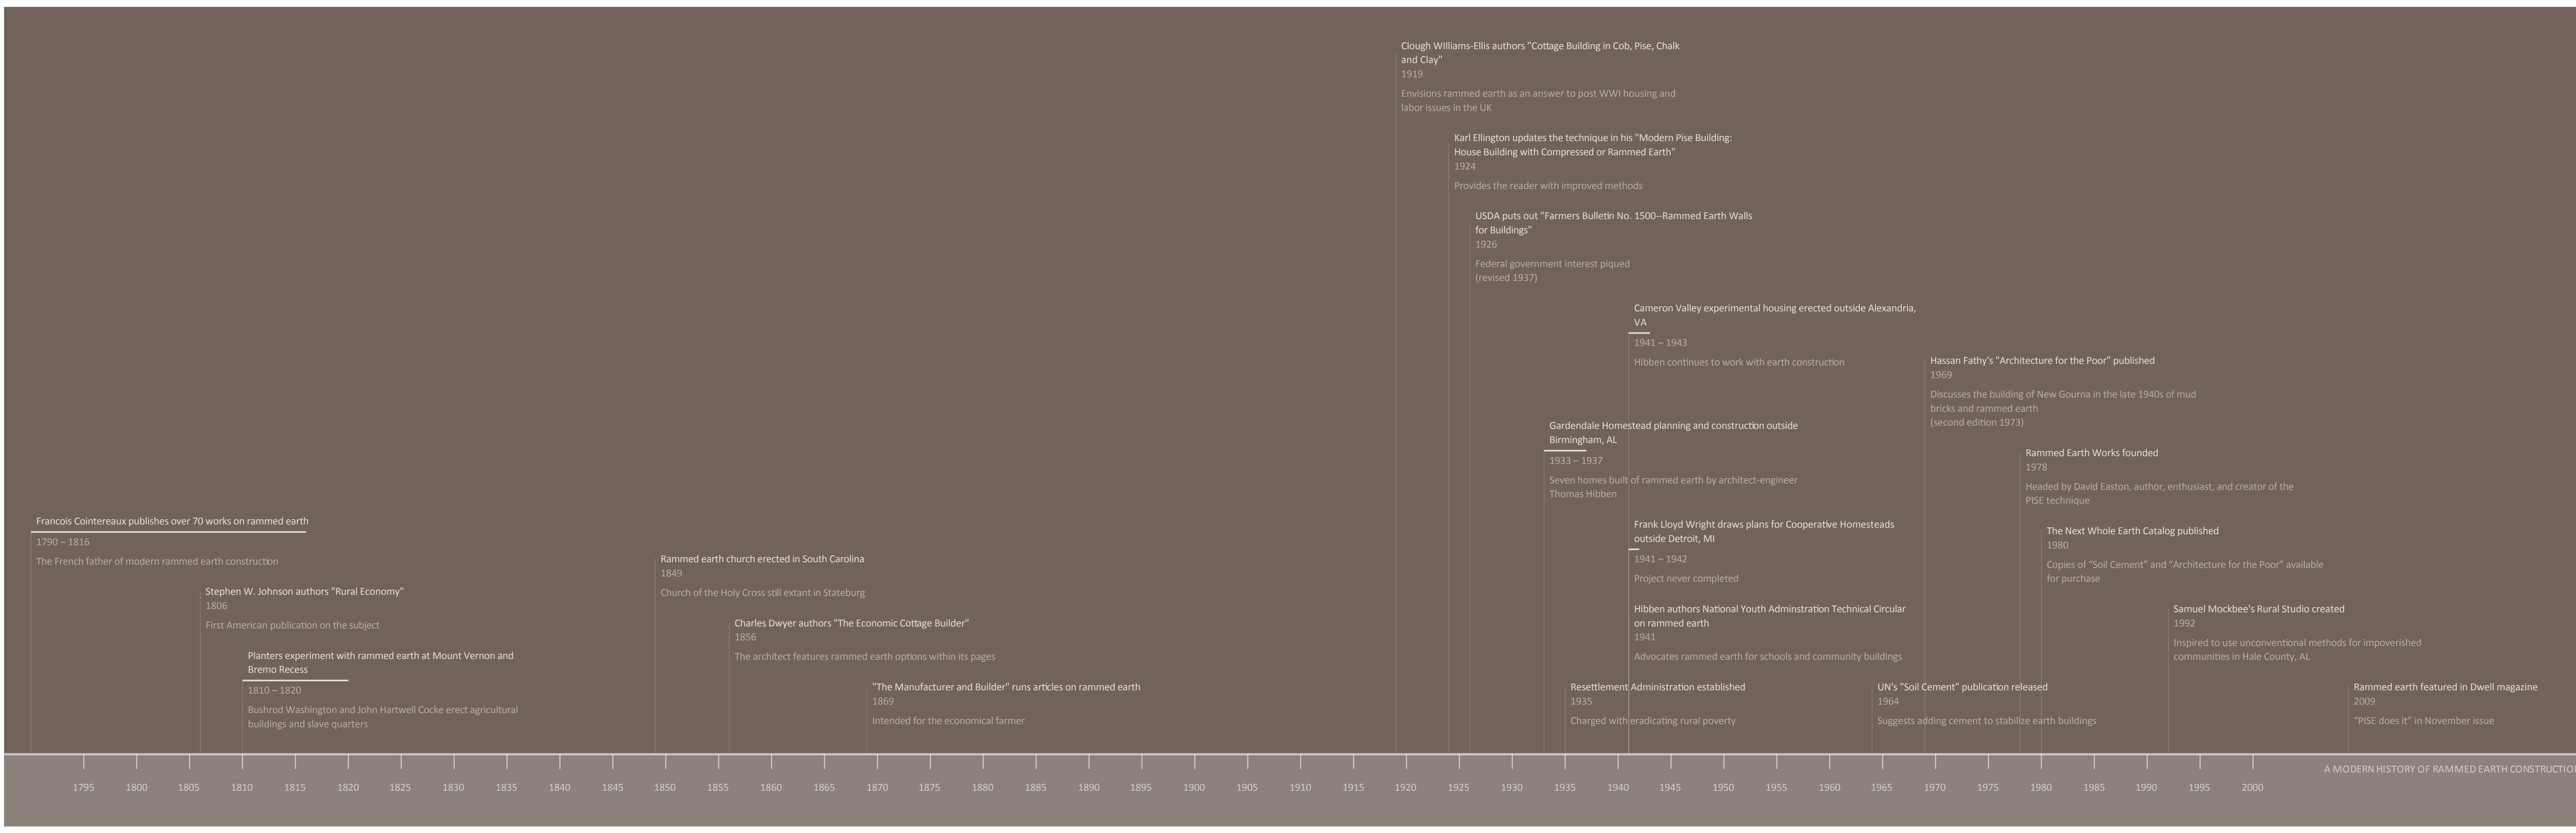 Francois Cointereaux publishes over 70 works on rammed earth
1790 – 1816
The French father of modern rammed earth construction
Stephen W. Johnson authors "Rural Economy"
1806
First American publication on the subject
Planters experiment with rammed earth at Mount Vernon and
Bremo Recess
1810 – 1820
Bushrod Washington and John Hartwell Cocke erect agricultural
buildings and slave quarters
Rammed earth church erected in South Carolina
1849
Church of the Holy Cross still extant in Stateburg
Charles Dwyer authors "The Economic Cottage Builder"
1856
The architect features rammed earth options within its pages
"The Manufacturer and Builder" runs articles on rammed earth
1869
Intended for the economical farmer
Clough WIlliams-Ellis authors "Cottage Building in Cob, Pise, Chalk
and Clay"
1919
Envisions rammed earth as an answer to post WWI housing and
labor issues in the UK
Karl Ellington updates the technique in his "Modern Pise Building:
House Building with Compressed or Rammed Earth"
1924
Provides the reader with improved methods
USDA puts out "Farmers Bulletin No. 1500--Rammed Earth Walls
for Buildings"
1926
Federal government interest piqued
(revised 1937)
Cameron Valley experimental housing erected outside Alexandria,
VA
1941 – 1943
Hibben continues to work with earth construction
Gardendale Homestead planning and construction outside
Birmingham, AL
1933 – 1937
Seven homes built of rammed earth by architect-engineer
Thomas Hibben
Frank Lloyd Wright draws plans for Cooperative Homesteads
outside Detroit, MI
1941 – 1942
Project never completed
Hibben authors National Youth Adminstration Technical Circular
on rammed earth
1941
Advocates rammed earth for schools and community buildings
Resettlement Administration established
1935
Charged with eradicating rural poverty
UN's "Soil Cement" publication released
1964
Suggests adding cement to stabilize earth buildings
Hassan Fathy's "Architecture for the Poor" published
1969
Discusses the building of New Gourna in the late 1940s of mud
bricks and rammed earth
(second edition 1973)
Rammed Earth Works founded
1978
Headed by David Easton, author, enthusiast, and creator of the
PISE technique
The Next Whole Earth Catalog published
1980
Copies of “Soil Cement” and “Architecture for the Poor” available
for purchase
Samuel Mockbee's Rural Studio created
1992
Inspired to use unconventional methods for impoverished
communities in Hale County, AL
Rammed earth featured in Dwell magazine
2009
“PISE does it” in November issue
A MODERN HISTORY OF RAMMED EARTH CONSTRUCTION
1795 1800 1805 1810 1815 1820 1825 1830 1835 1840 1845 1850 1855 1860 1865 1870 1875 1880 1885 1890 1895 1900 1905 1910 1915 1920 1925 1930 1935 1940 1945 1950 1955 1960 1965 1970 1975 1980 1985 1990 1995 2000